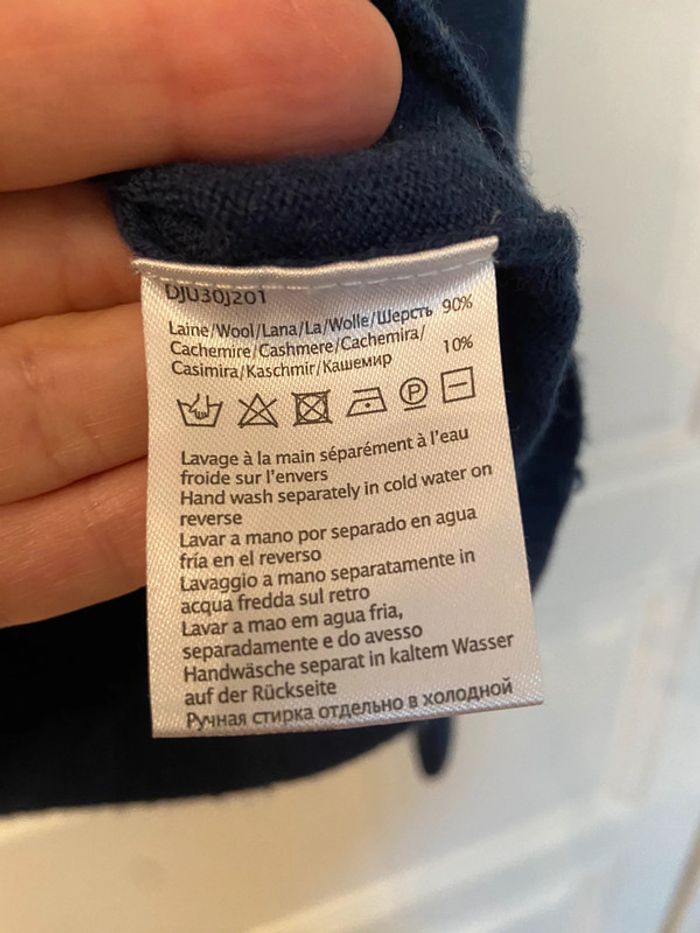 DJU30J201
Laine/Wool/Lana/La/Wolle/Шерсть 90%
Cachemire/Cashmere/Cachemira/ 10%
Casimira/Kaschmir/Кашемир
P
Lavage à la main séparément à l'eau
froide sur l'envers
Hand wash separately in cold water on
reverse
Lavar a mano por separado en agua
fría en el reverso
Lavaggio a mano separatamente in
acqua fredda sul retro
Lavar a mao em agua fria,
separadamente e do avesso
Handwäsche separat in kaltem Wasser
auf der Rückseite
Ручная стирка отдельно в холодной